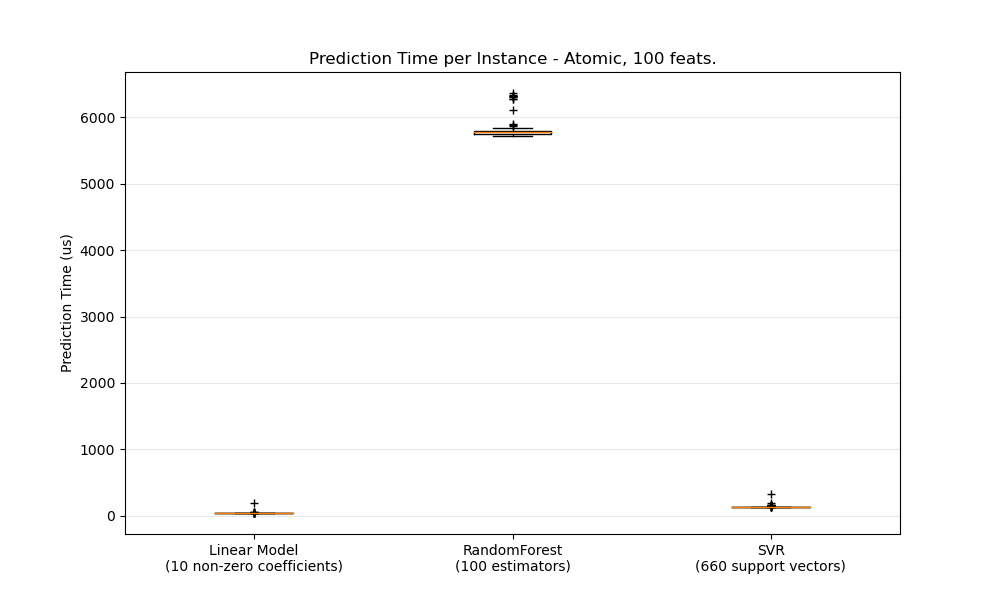 Prediction Time per Instance - Atomic, 100 feats.
Prediction Time (us)
6000
5000
4000
3000
2000
1000
0
Linear Model
(10 non-zero coefficients)
RandomForest
(100 estimators)
SVR
(660 support vectors)